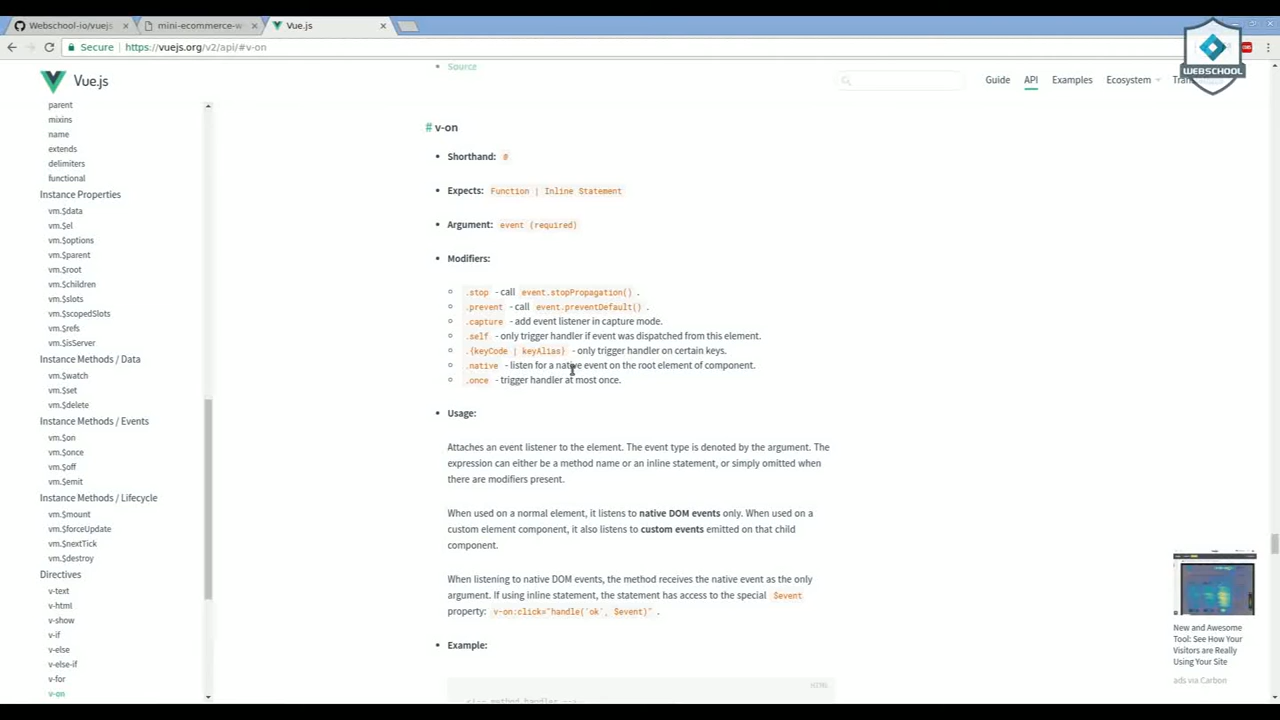 Webschool-io/vuejs
mini-ecommerce-w
Vue.js
Secure
https://vuejs.org/v2/api/#v-on
WEBSCHOOL
Vue.js
Guide
API
Examples
Ecosystem
Source
parent
mixins
name
extends
delimiters
functional
Instance Properties
vm.$data
vm.$el
vm.$options
vm.$parent
vm.$root
vm.$children
vm.$slots
vm.$scopedSlots
vm.$refs
vm.$isServer
Instance Methods / Data
vm.$watch
vm.$set
vm.$delete
Instance Methods / Events
vm.$on
vm.$once
vm.$off
vm.$emit
Instance Methods / Lifecycle
vm.$mount
vm.$forceUpdate
vm.$nextTick
vm.$destroy
Directives
v-text
v-html
v-show
v-if
v-else
v-else-if
v-for
v-on
# v-on
• Shorthand: @
• Expects: Function | Inline Statement
• Argument: event (required)
• Modifiers:
.stop - call event.stopPropagation() .
.prevent - call event.preventDefault() .
.capture - add event listener in capture mode.
.self - only trigger handler if event was dispatched from this element.
.{keyCode | keyAlias} - only trigger handler on certain keys.
.native - listen for a native event on the root element of component.
.once - trigger handler at most once.
• Usage:
Attaches an event listener to the element. The event type is denoted by the argument. The
expression can either be a method name or an inline statement, or simply omitted when
there are modifiers present.
When used on a normal element, it listens to native DOM events only. When used on a
custom element component, it also listens to custom events emitted on that child
component.
When listening to native DOM events, the method receives the native event as the only
argument. If using inline statement, the statement has access to the special $event
property: v-on:click="handle('ok', $event)" .
• Example:
HTML
New and Awesome
Tool: See How Your
Visitors are Really
Using Your Site
ads via Carbon